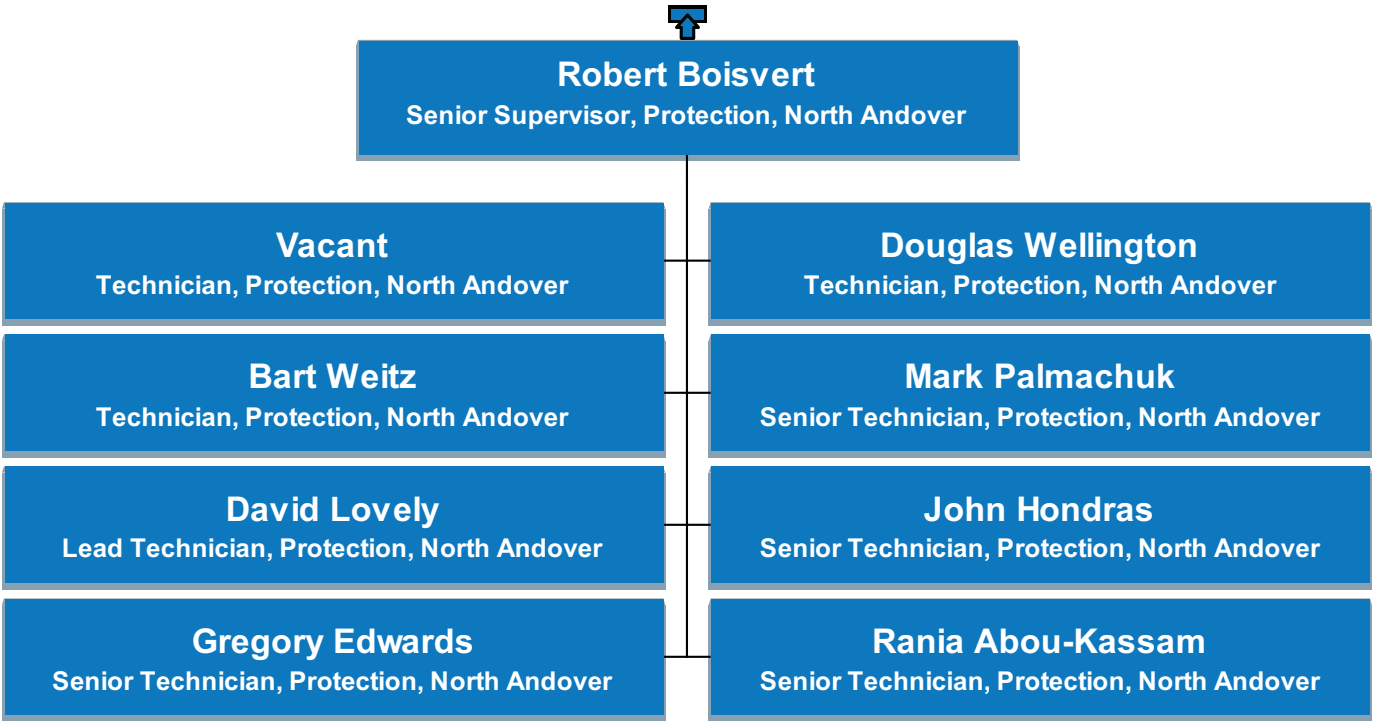 Robert Boisvert
Senior Supervisor, Protection, North Andover
Vacant
Technician, Protection, North Andover
Douglas Wellington
Technician, Protection, North Andover
Bart Weitz
Technician, Protection, North Andover
Mark Palmachuk
Senior Technician, Protection, North Andover
David Lovely
Lead Technician, Protection, North Andover
John Hondras
Senior Technician, Protection, North Andover
Gregory Edwards
Senior Technician, Protection, North Andover
Rania Abou-Kassam
Senior Technician, Protection, North Andover